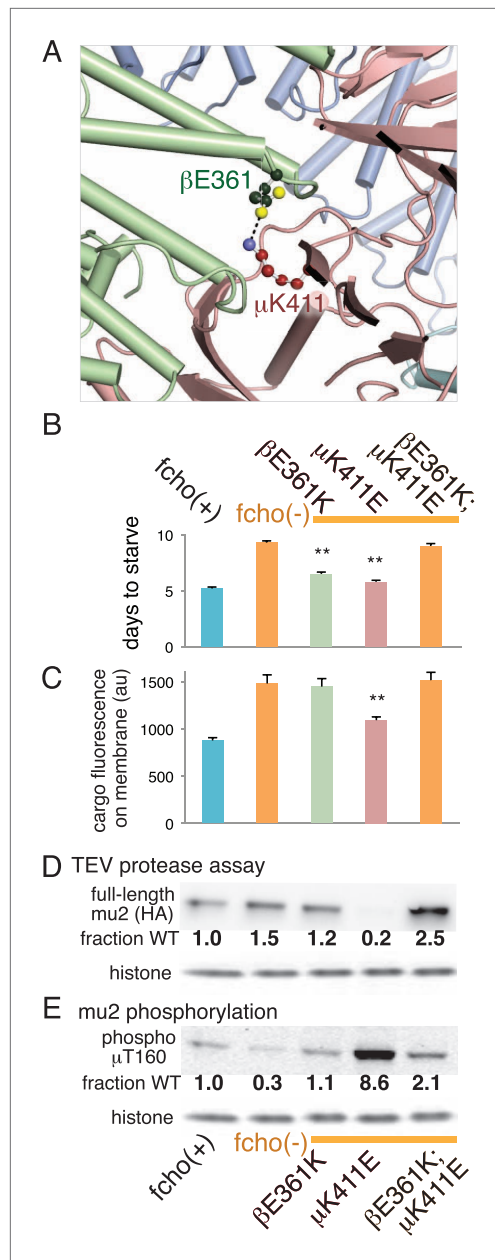 A
βE361
μK411
B
fcho(+)
fcho(-)
βE361K
μK411E
βE361K;
μK411E
days to starve
10
5
0
**
**
C
cargo fluorescence
on membrane (au)
1500
1000
500
0
**
D TEV protease assay
full-length
mu2 (HA)
fraction WT 1.0 1.5 1.2 0.2 2.5
histone
E mu2 phosphorylation
phospho
μT160
fraction WT 1.0 0.3 1.1 8.6 2.1
histone
fcho(+)
fcho(-)
βE361K
μK411E
βE361K;
μK411E